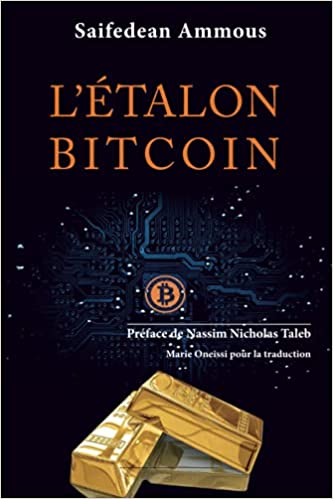 Saifedean Ammous
L'ÉTALON
BITCOIN
Préface de Nassim Nicholas Taleb
Marie Oneissi pour la traduction